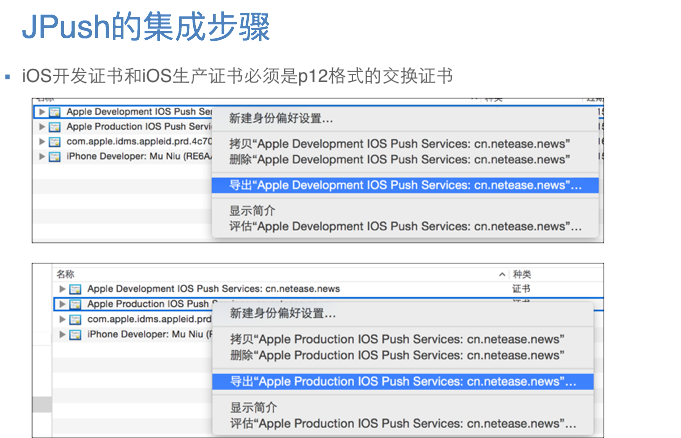 JPush的集成步骤
iOS开发证书和iOS生产证书必须是p12格式的交换证书
名称 种类
Apple Development IOS Push Se
Apple Production IOS Push Servi
com.apple.idms.appleid.prd.4c70
iPhone Developer: Mu Niu (RE6A
新建身份偏好设置...
拷贝“Apple Development IOS Push Services: cn.netease.news”
删除“Apple Development IOS Push Services: cn.netease.news”
导出“Apple Development IOS Push Services: cn.netease.news”...
显示简介
评估“Apple Development IOS Push Services: cn.netease.news”...
名称 种类
Apple Development IOS Push Services: cn.netease.news 证书
Apple Production IOS Push
com.apple.idms.appleid.prd
iPhone Developer: Mu Niu (
新建身份偏好设置...
拷贝“Apple Production IOS Push Services: cn.netease.news”
删除“Apple Production IOS Push Services: cn.netease.news”
导出“Apple Production IOS Push Services: cn.netease.news”...
显示简介
评估“Apple Production IOS Push Services: cn.netease.news”...